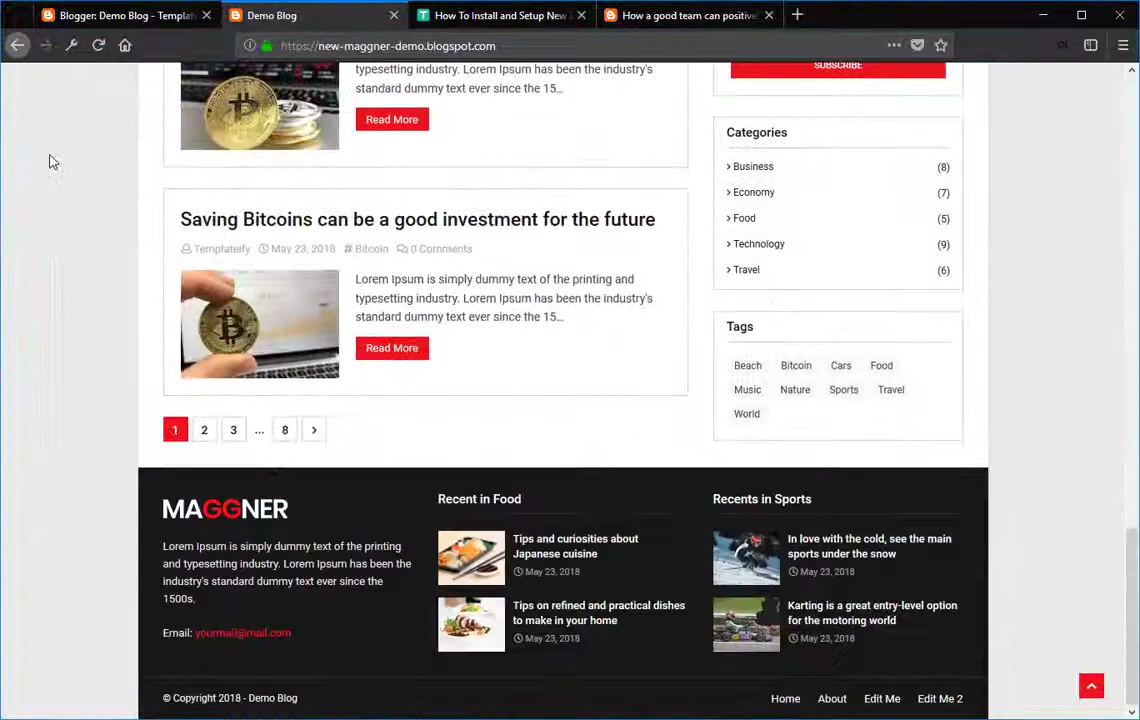 Blogger: Demo Blog - Templat
Demo Blog
How To Install and Setup New
How a good team can positive
https://new-maggner-demo.blogspot.com
typesetting industry. Lorem Ipsum has been the industry's
standard dummy text ever since the 15...
Read More
Saving Bitcoins can be a good investment for the future
Templateify May 23, 2018 # Bitcoin 0 Comments
Lorem Ipsum is simply dummy text of the printing and
typesetting industry. Lorem Ipsum has been the industry's
standard dummy text ever since the 15...
Read More
1 2 3 ... 8 >
SUBSCRIBE
Categories
> Business (8)
> Economy (7)
> Food (5)
> Technology (9)
> Travel (6)
Tags
Beach Bitcoin Cars Food
Music Nature Sports Travel
World
MAGGNER
Lorem Ipsum is simply dummy text of the printing
and typesetting industry. Lorem Ipsum has been the
industry's standard dummy text ever since the
1500s.
Email: yourmail@mail.com
Recent in Food
Tips and curiosities about
Japanese cuisine
May 23, 2018
Tips on refined and practical dishes
to make in your home
May 23, 2018
Recents in Sports
In love with the cold, see the main
sports under the snow
May 23, 2018
Karting is a great entry-level option
for the motoring world
May 23, 2018
© Copyright 2018 - Demo Blog
Home About Edit Me Edit Me 2